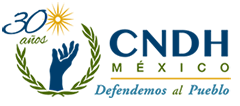 30
años
CNDH
MÉXICO
Defendemos al Pueblo